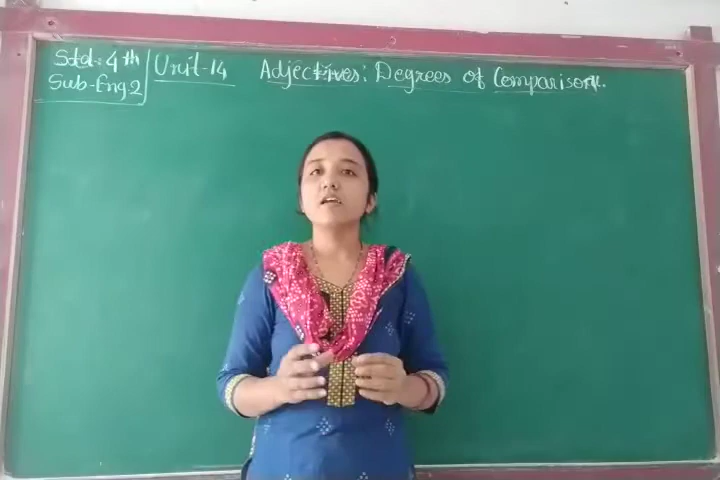 Std:- 4th
Sub-Eng.2
Unit-14
Adjectives: Degrees of Comparison.